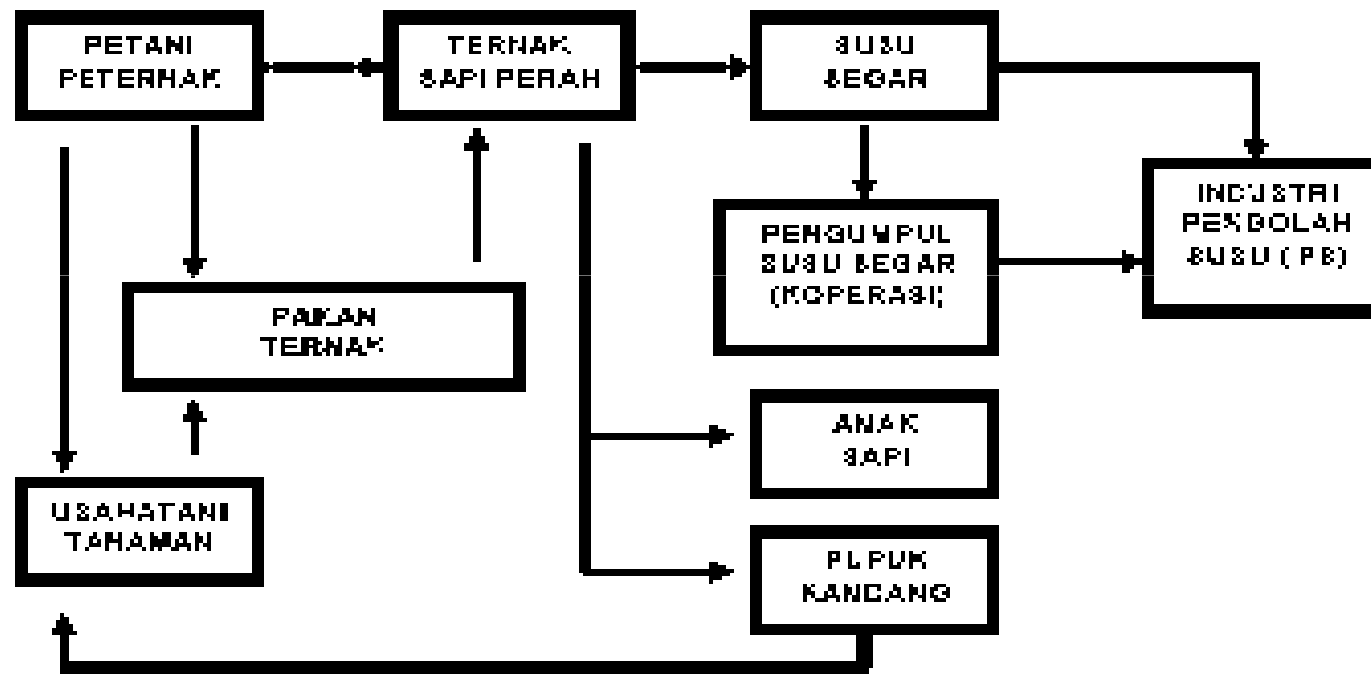 PETANI
PETERNAK
TERNAK
SAPI PERAH
SUSU
SEGAR
INDUSTRI
PENGOLAH
SUSU (IPS)
PENGUMPUL
SUSU SEGAR
(KOPERASI)
PAKAN
TERNAK
ANAK
SAPI
USAHATANI
TANAMAN
PUPUK
KANDANG